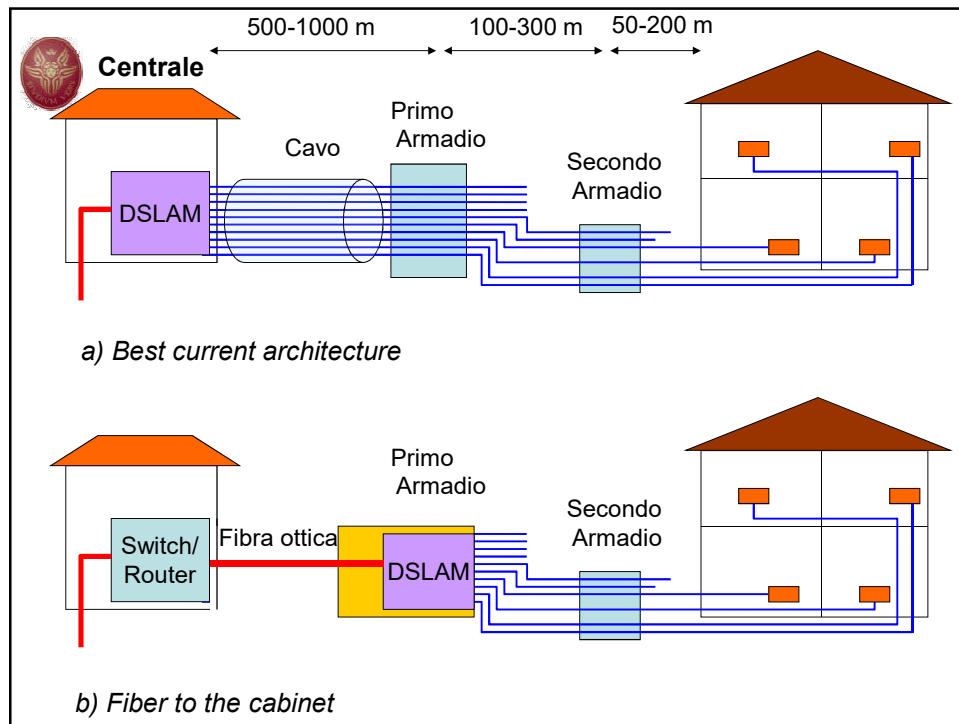 500-1000 m
100-300 m
50-200 m
Centrale
Primo
Armadio
Cavo
Secondo
Armadio
DSLAM
a) Best current architecture
Primo
Armadio
Secondo
Armadio
Fibra ottica
Switch/
Router
DSLAM
b) Fiber to the cabinet